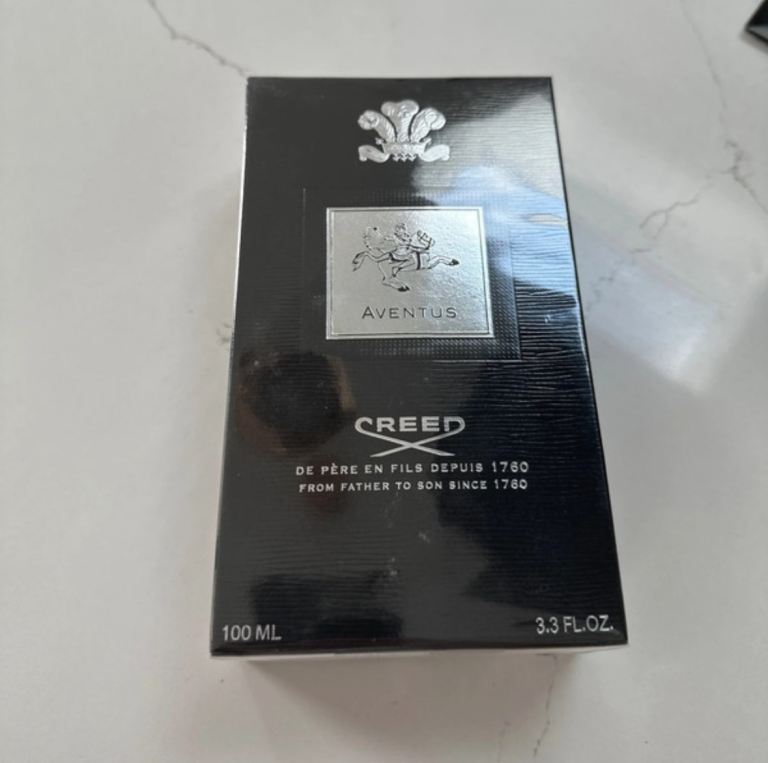 AVENTUS
CREED
DE PÈRE EN FILS DEPUIS 1760
FROM FATHER TO SON SINCE 1760
100 ML
3.3 FL.OZ.